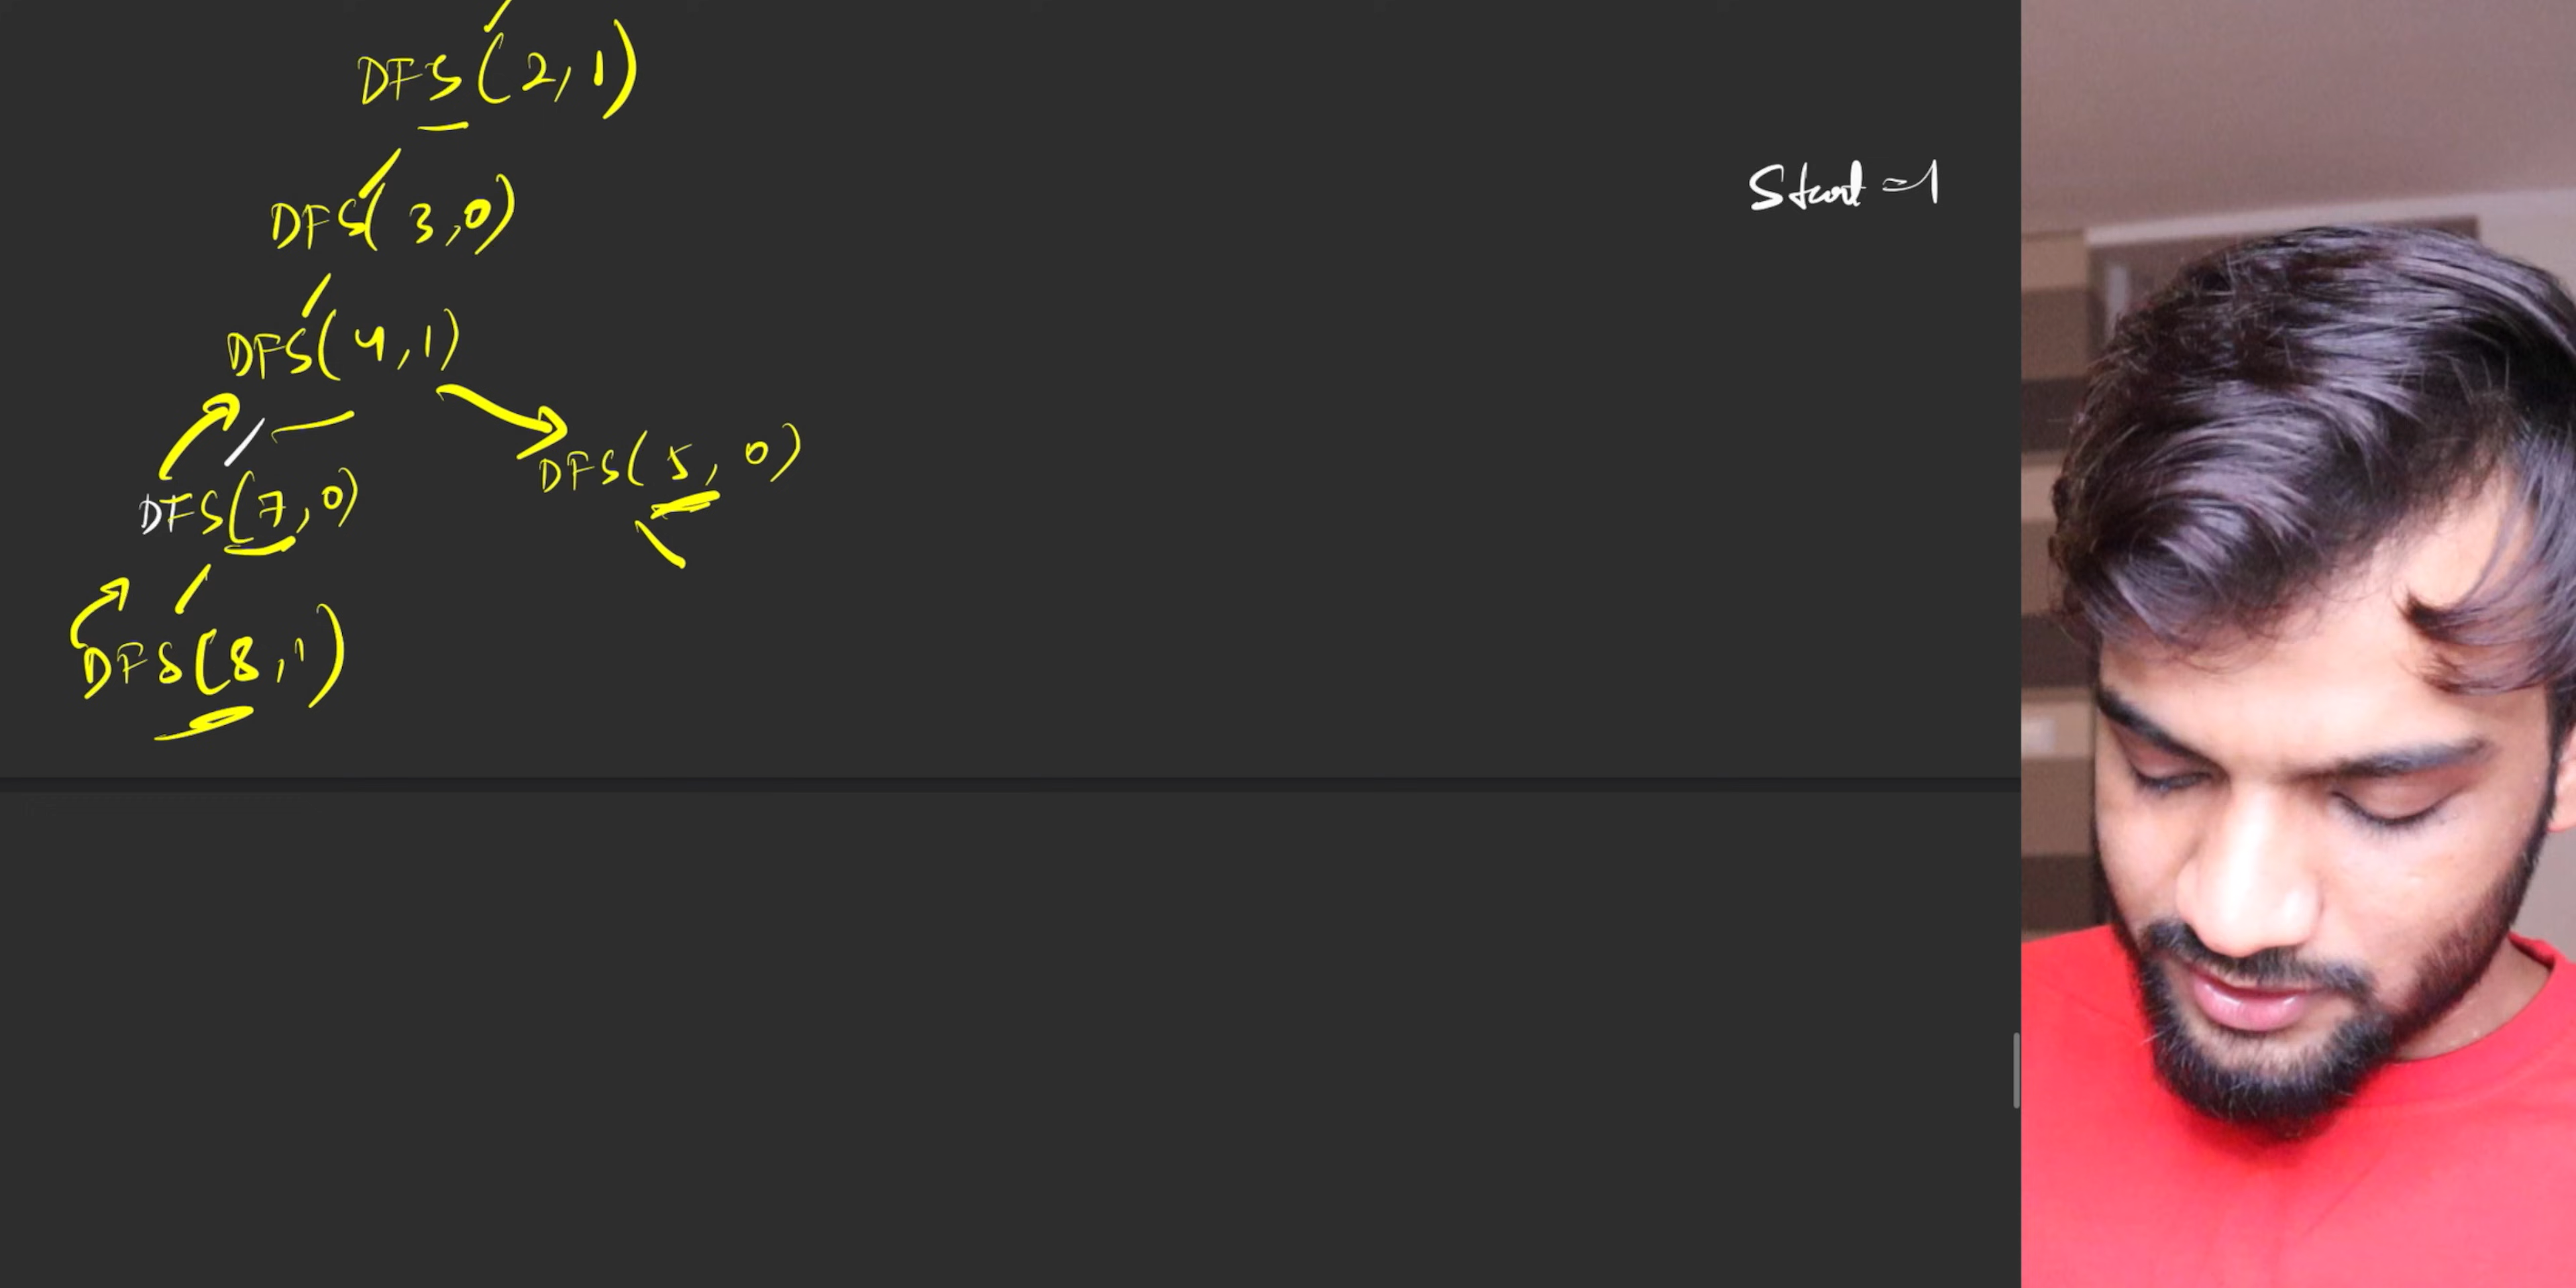 DFS(2,1)
Start=1
DFS(3,0)
DFS(4,1)
DFS(5,0)
DFS(7,0)
DFS(8,1)